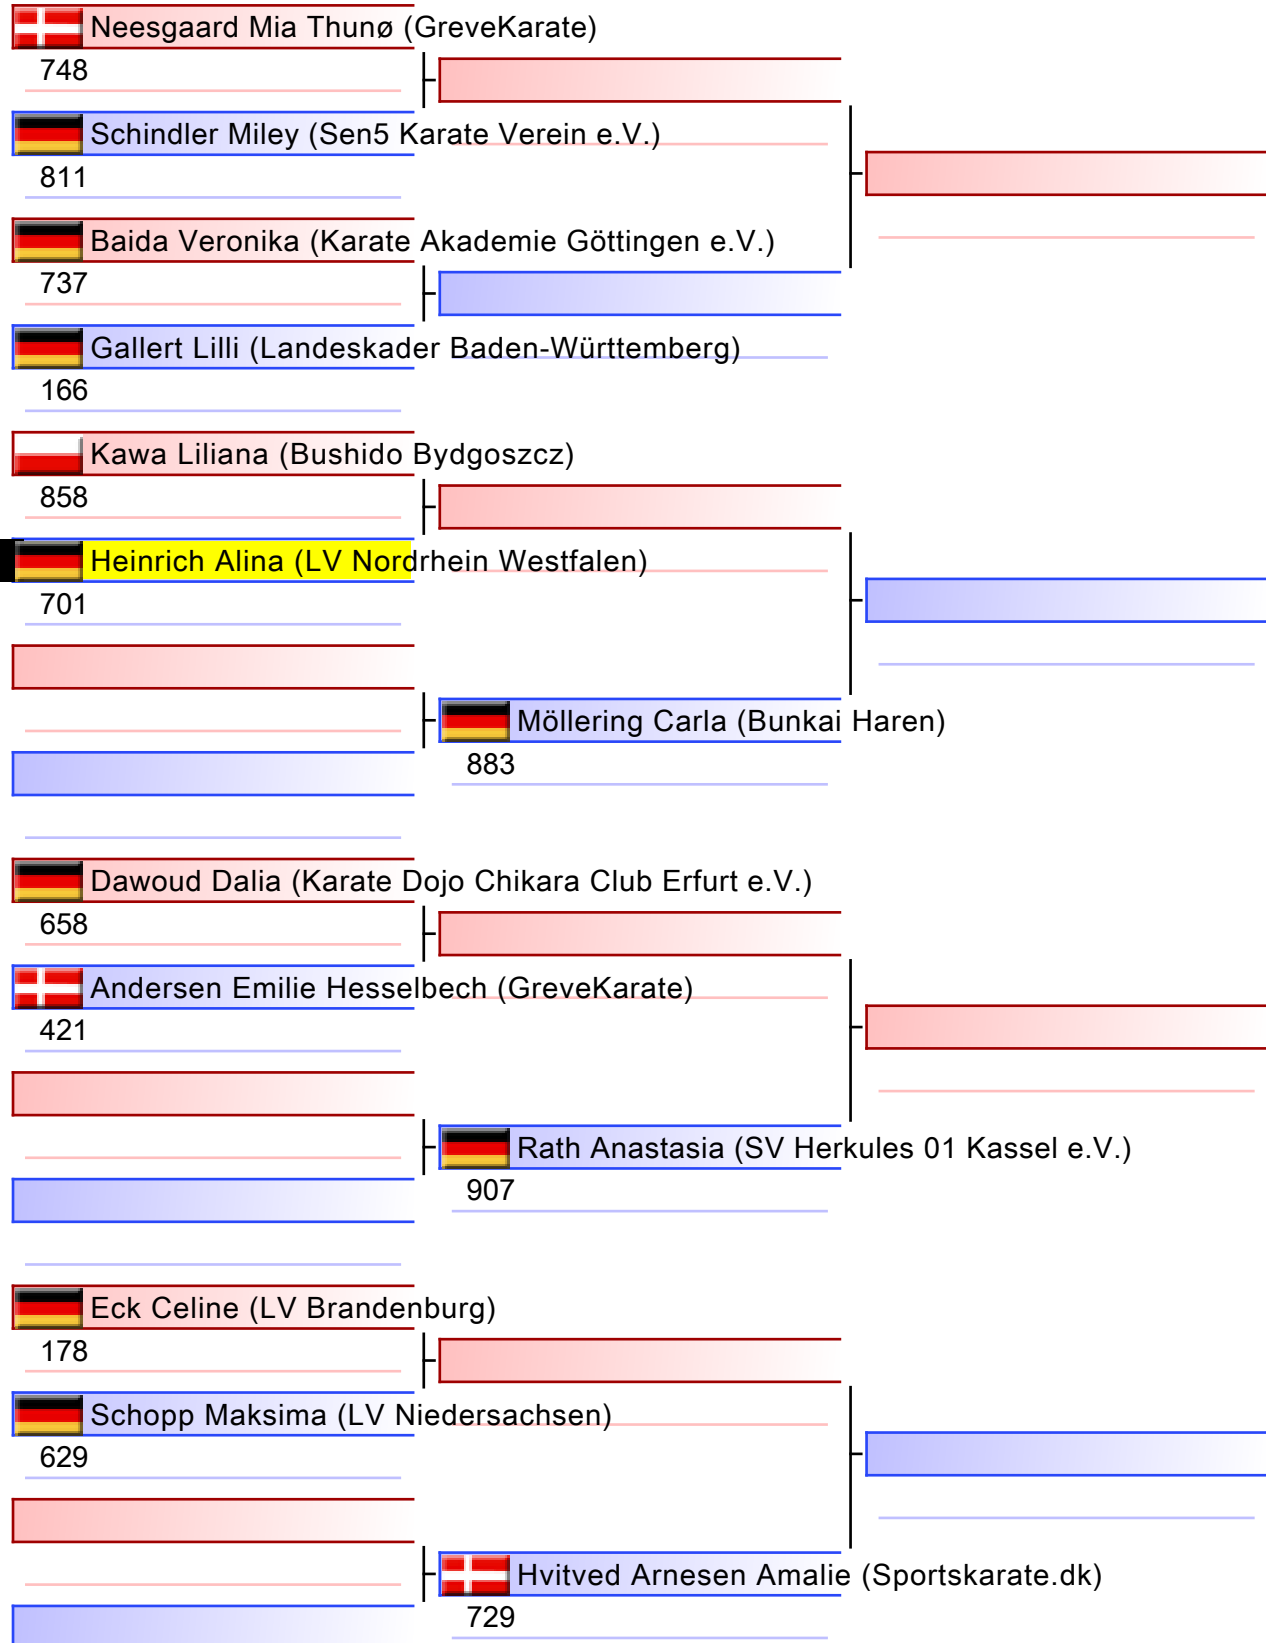 Neesgaard Mia Thunø (GreveKarate)
748
Schindler Miley (Sen5 Karate Verein e.V.)
811
Baida Veronika (Karate Akademie Göttingen e.V.)
737
Gallert Lilli (Landeskader Baden-Württemberg)
166
Kawa Liliana (Bushido Bydgoszcz)
858
Heinrich Alina (LV Nordrhein Westfalen)
701
Möllering Carla (Bunkai Haren)
883
Dawoud Dalia (Karate Dojo Chikara Club Erfurt e.V.)
658
Andersen Emilie Hesselbech (GreveKarate)
421
Rath Anastasia (SV Herkules 01 Kassel e.V.)
907
Eck Celine (LV Brandenburg)
178
Schopp Maksima (LV Niedersachsen)
629
Hvitved Arnesen Amalie (Sportskarate.dk)
729